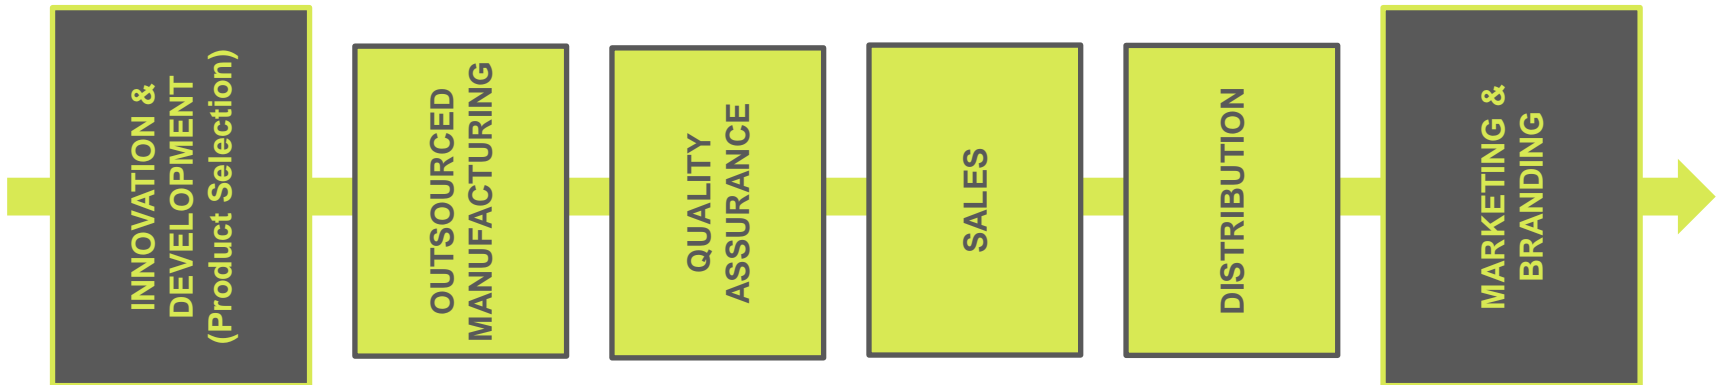 INNOVATION &
DEVELOPMENT
(Product Selection)
OUTSOURCED
MANUFACTURING
QUALITY
ASSURANCE
SALES
DISTRIBUTION
MARKETING &
BRANDING